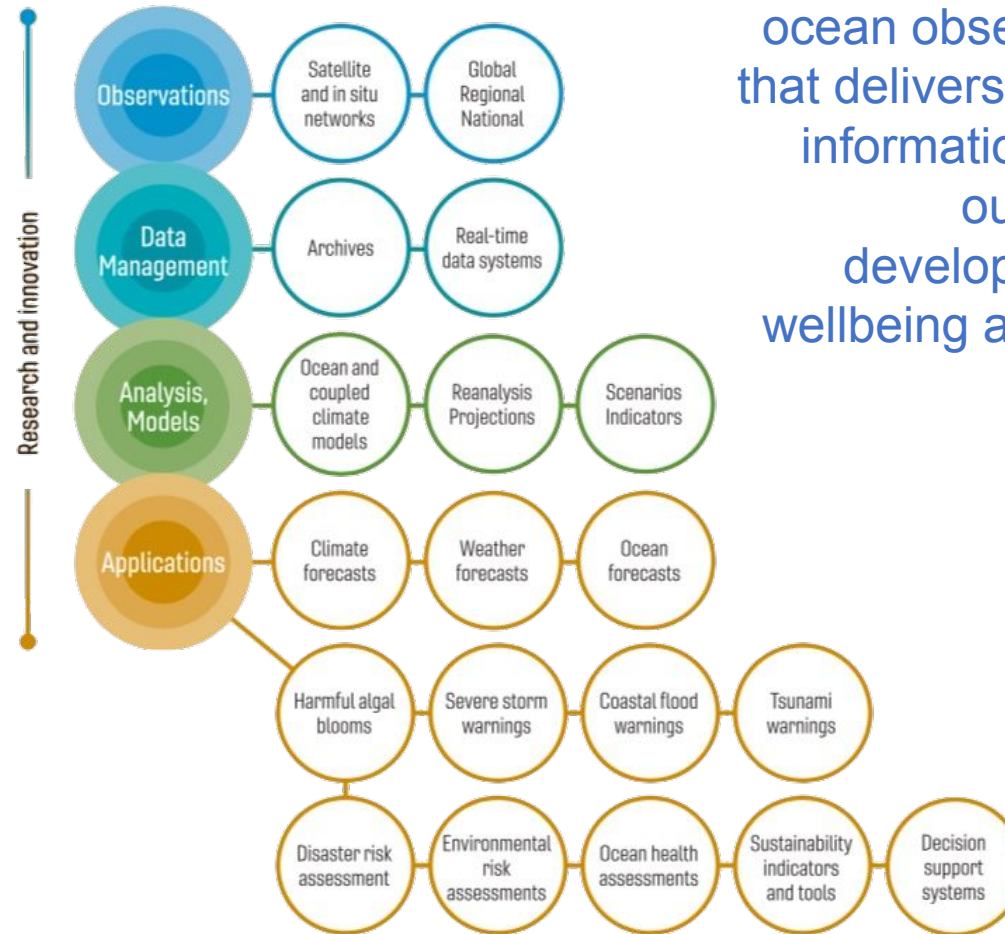 ocean obse
that delivers
informatio
ou
develop
wellbeing a
Research and innovation
Observations
Satellite
and in situ
networks
Global
Regional
National
Data
Management
Archives
Real-time
data systems
Analysis,
Models
Ocean and
coupled
climate
models
Reanalysis
Projections
Scenarios
Indicators
Applications
Climate
forecasts
Weather
forecasts
Ocean
forecasts
Harmful algal
blooms
Severe storm
warnings
Coastal flood
warnings
Tsunami
warnings
Disaster risk
assessment
Environmental
risk
assessments
Ocean health
assessments
Sustainability
indicators
and tools
Decision
support
systems